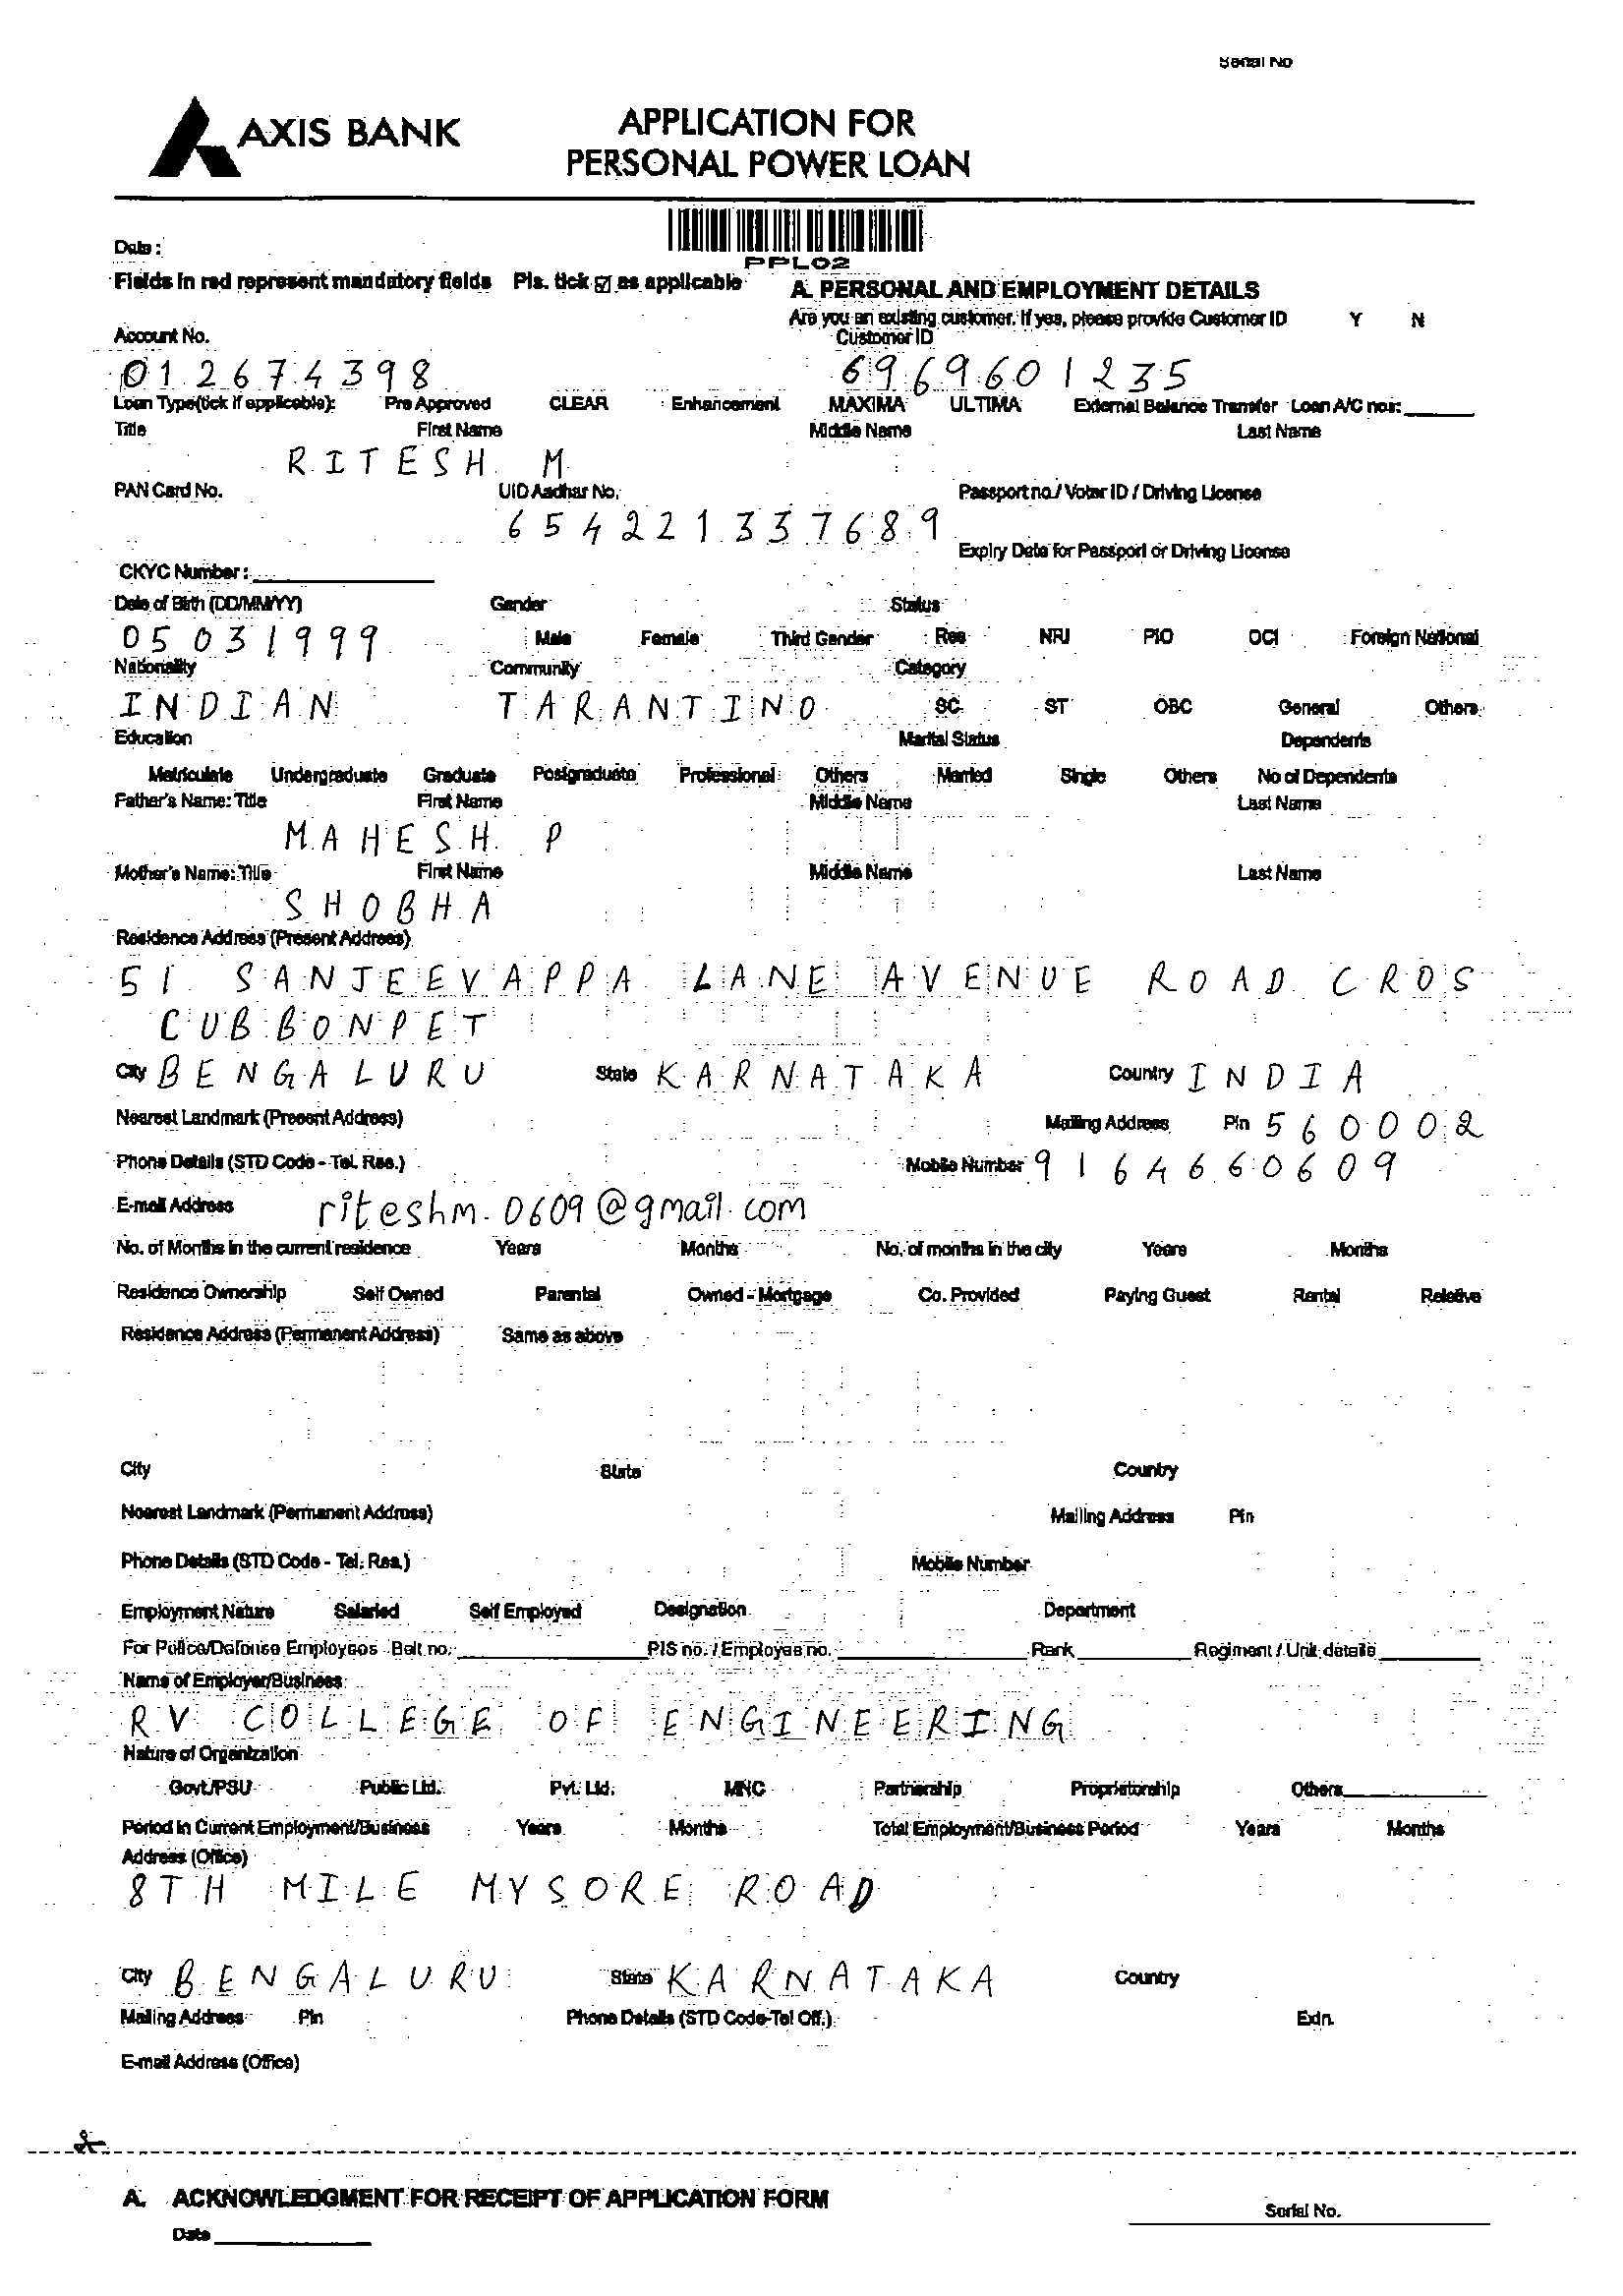 Serial No
AXIS BANK
APPLICATION FOR
PERSONAL POWER LOAN
PPL02
Date :
Fields in red represent mandatory fields Pls. tick ☑ as applicable
A. PERSONAL AND EMPLOYMENT DETAILS
Are you an existing customer. If yes, please provide Customer ID Y N
Account No. Customer ID
012674398 6969601235
Loan Type(tick if applicable): Pre Approved CLEAR Enhancement MAXIMA ULTIMA External Balance Transfer Loan A/C nos:
Title First Name Middle Name Last Name
RITESH M
PAN Card No. UID Aadhar No. Passport no./ Voter ID / Driving License
654221337689
Expiry Date for Passport or Driving License
CKYC Number :
Date of Birth (DD/MM/YY) Gender Status
05031999 Male Female Third Gender Res NRI PIO OCI Foreign National
Nationality Community Category
INDIAN TARANTINO SC ST OBC General Others
Education Marital Status Dependents
Matriculate Undergraduate Graduate Postgraduate Professional Others Married Single Others No of Dependents
Father's Name: Title First Name Middle Name Last Name
MAHESH P
Mother's Name: Title First Name Middle Name Last Name
SHOBHA
Residence Address (Present Address)
51 SANJEEVAPPA LANE AVENUE ROAD CROS
CUBBONPET
City BENGALURU State KARNATAKA Country INDIA
Nearest Landmark (Present Address) Mailing Address Pin 560002
Phone Details (STD Code - Tel. Res.) Mobile Number 9164660609
E-mail Address riteshm.0609@gmail.com
No. of Months in the current residence Years Months No. of months in the city Years Months
Residence Ownership Self Owned Parental Owned - Mortgage Co. Provided Paying Guest Rental Relative
Residence Address (Permanent Address) Same as above
City State Country
Nearest Landmark (Permanent Address) Mailing Address Pin
Phone Details (STD Code - Tel. Res.) Mobile Number
Employment Nature Salaried Self Employed Designation Department
For Police/Defense Employees Belt no. PIS no. / Employee no. Rank Regiment / Unit details
Name of Employer/Business
RV COLLEGE OF ENGINEERING
Nature of Organization
Govt./PSU Public Ltd. Pvt. Ltd. MNC Partnership Proprietorship Others
Period in Current Employment/Business Years Months Total Employment/Business Period Years Months
Address (Office)
8TH MILE MYSORE ROAD
City BENGALURU State KARNATAKA Country
Mailing Address Pin Phone Details (STD Code-Tel Off.) Extn.
E-mail Address (Office)
A. ACKNOWLEDGMENT FOR RECEIPT OF APPLICATION FORM
Serial No.
Date